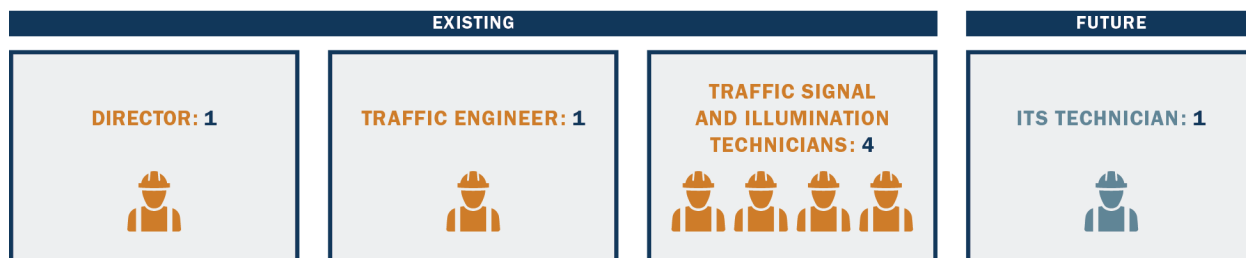 EXISTING
FUTURE
DIRECTOR: 1
TRAFFIC ENGINEER: 1
TRAFFIC SIGNAL
AND ILLUMINATION
TECHNICIANS: 4
ITS TECHNICIAN: 1